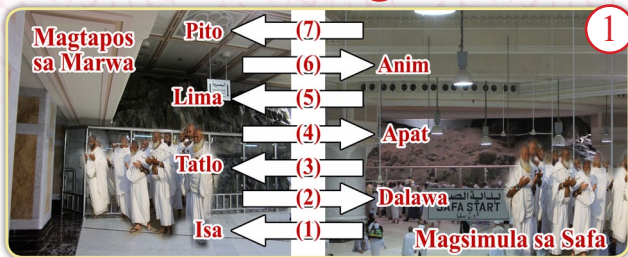 1
Magtapos
sa Marwa
Pito (7)
(6) Anim
Lima (5)
(4) Apat
Tatlo (3)
(2) Dalawa
Isa (1)
SAFA START
Magsimula sa Safa